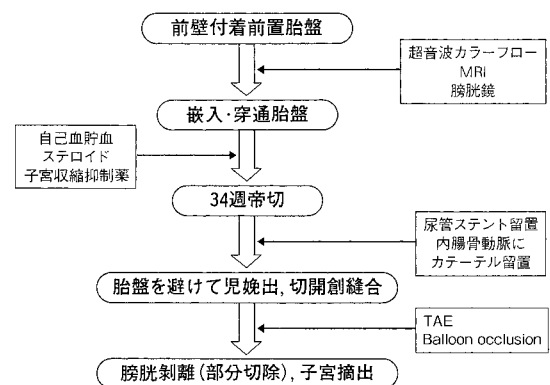 前壁付着前置胎盤
超音波カラーフロー
MRI
膀胱鏡
嵌入・穿通胎盤
自己血貯血
ステロイド
子宮収縮抑制薬
34週帝切
尿管ステント留置
内腸骨動脈に
カテーテル留置
胎盤を避けて児娩出,切開創縫合
TAE
Balloon occlusion
膀胱剝離(部分切除),子宮摘出